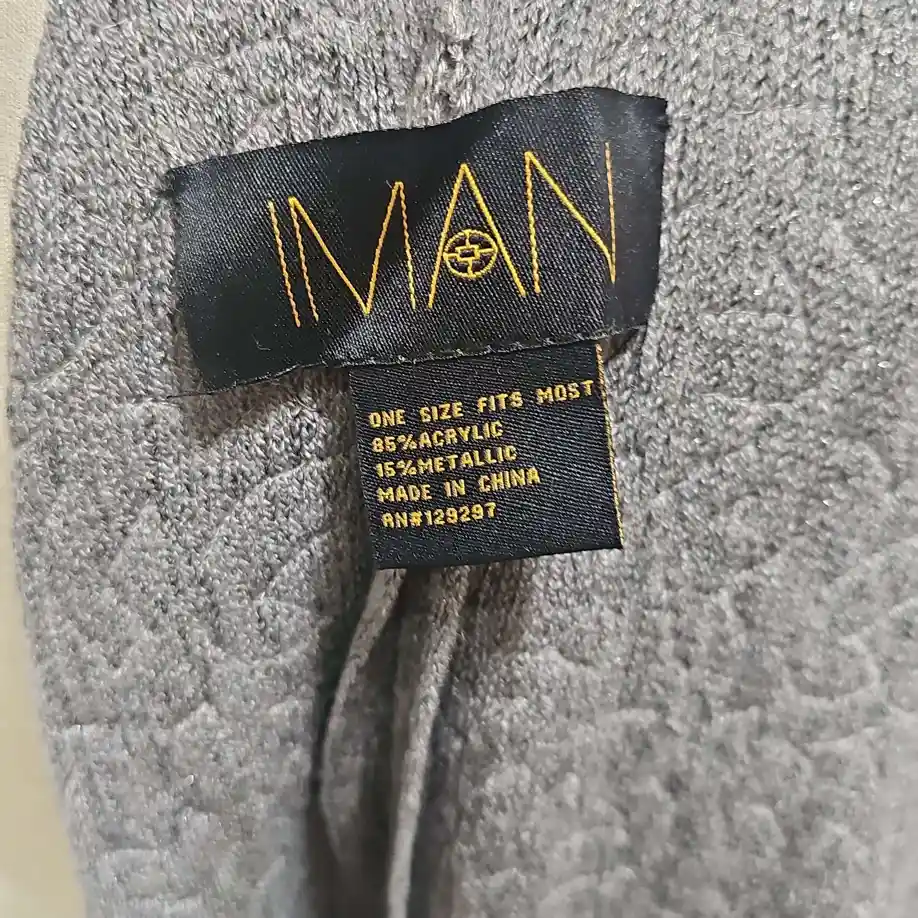 IMAN
ONE SIZE FITS MOST
85%ACRYLIC
15%METALLIC
MADE IN CHINA
RN#129297